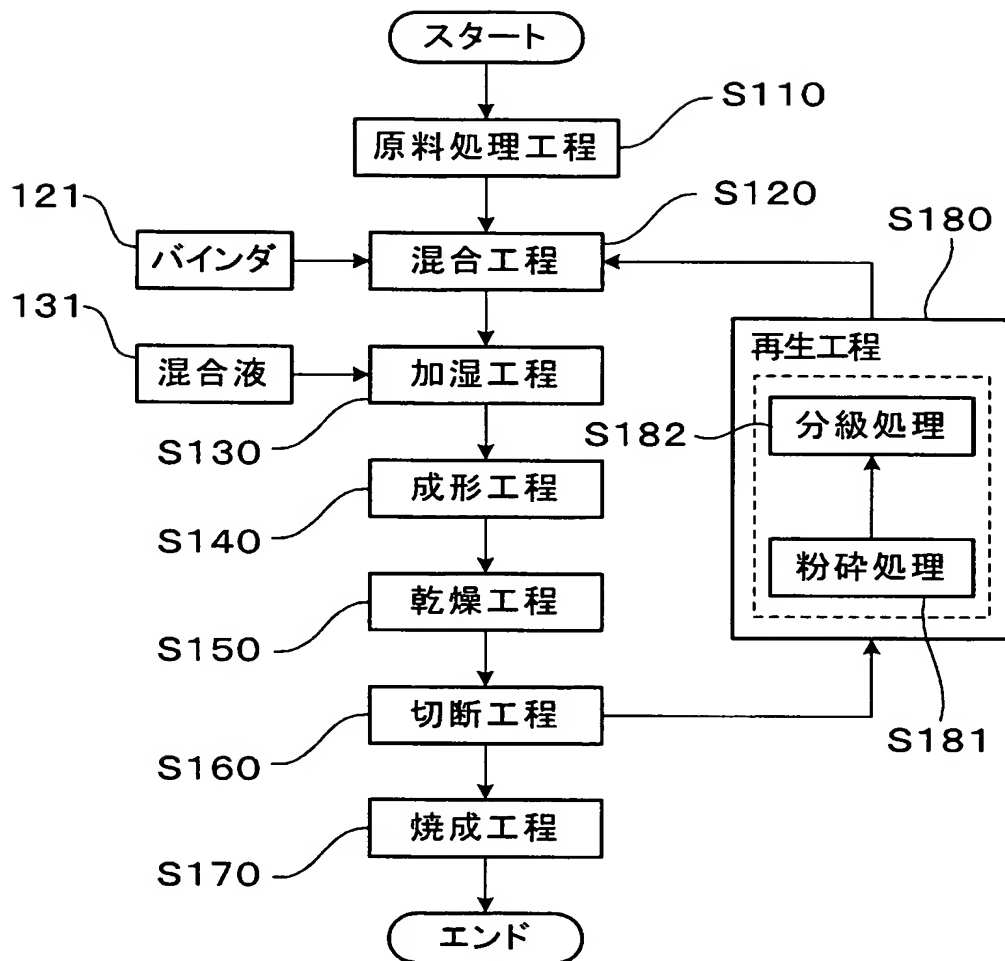 スタート
S110
原料処理工程
121
S120
S180
バインダ
混合工程
131
再生工程
混合液
加湿工程
S182
分級処理
S130
成形工程
S140
粉砕処理
乾燥工程
S150
切断工程
S181
S160
焼成工程
S170
エンド